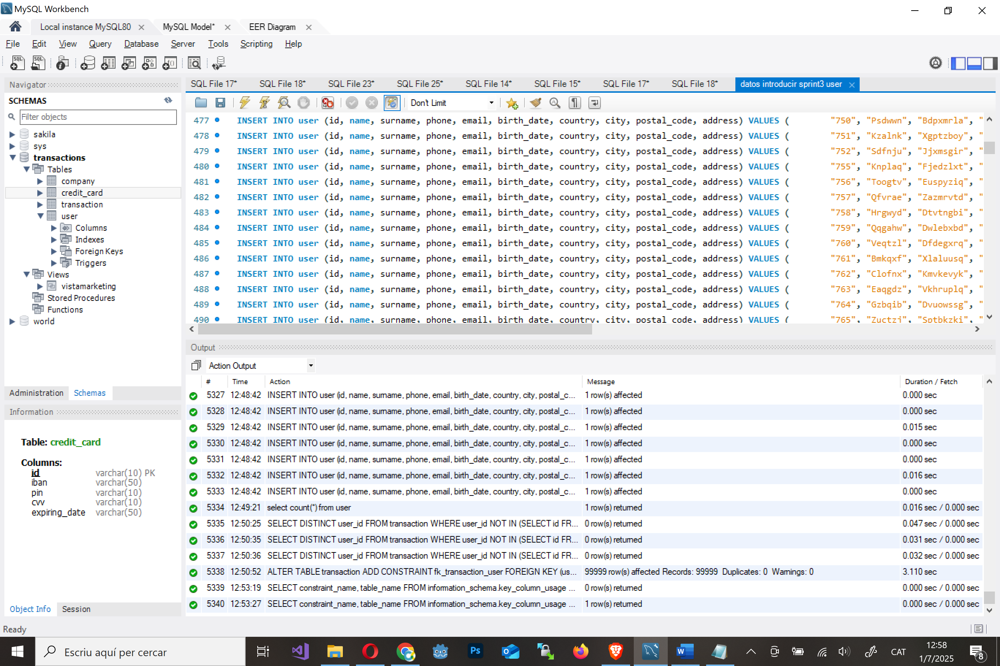 MySQL Workbench
Local instance MySQL80
MySQL Model*
EER Diagram
File Edit View Query Database Server Tools Scripting Help
Navigator
SCHEMAS
Filter objects
sakila
sys
transactions
Tables
company
credit_card
transaction
user
Columns
Indexes
Foreign Keys
Triggers
Views
vistamarketing
Stored Procedures
Functions
world
Administration Schemas
Information
Table: credit_card
Columns:
id varchar(10) PK
iban varchar(50)
pin varchar(10)
cvv varchar(10)
expiring_date varchar(50)
Object Info Session
SQL File 17* SQL File 18* SQL File 23* SQL File 25* SQL File 14* SQL File 15* SQL File 17* SQL File 18* datos introducir sprint3 user
Don't Limit
477 INSERT INTO user (id, name, surname, phone, email, birth_date, country, city, postal_code, address) VALUES ( "750", "Psdwwn", "Bdpxmrla", "
478 INSERT INTO user (id, name, surname, phone, email, birth_date, country, city, postal_code, address) VALUES ( "751", "Kzalnk", "Xgptzboy", "
479 INSERT INTO user (id, name, surname, phone, email, birth_date, country, city, postal_code, address) VALUES ( "752", "Sdfnju", "Jjxmsgir", "
480 INSERT INTO user (id, name, surname, phone, email, birth_date, country, city, postal_code, address) VALUES ( "755", "Knplaq", "Fjedzlxt", "
481 INSERT INTO user (id, name, surname, phone, email, birth_date, country, city, postal_code, address) VALUES ( "756", "Toogtv", "Euspyziq", "
482 INSERT INTO user (id, name, surname, phone, email, birth_date, country, city, postal_code, address) VALUES ( "757", "Qfvrae", "Zazmrvtd", "
483 INSERT INTO user (id, name, surname, phone, email, birth_date, country, city, postal_code, address) VALUES ( "758", "Hrgwyd", "Dtvtngbi", "
484 INSERT INTO user (id, name, surname, phone, email, birth_date, country, city, postal_code, address) VALUES ( "759", "Qqgahw", "Dwlebxbd", "
485 INSERT INTO user (id, name, surname, phone, email, birth_date, country, city, postal_code, address) VALUES ( "760", "Veqtzl", "Dfdegxrq", "
486 INSERT INTO user (id, name, surname, phone, email, birth_date, country, city, postal_code, address) VALUES ( "761", "Bmkqxf", "Xlaluusq", "
487 INSERT INTO user (id, name, surname, phone, email, birth_date, country, city, postal_code, address) VALUES ( "762", "Clofnx", "Kmvkevyk", "
488 INSERT INTO user (id, name, surname, phone, email, birth_date, country, city, postal_code, address) VALUES ( "763", "Eaqgdz", "Vkhruplq", "
489 INSERT INTO user (id, name, surname, phone, email, birth_date, country, city, postal_code, address) VALUES ( "764", "Gzbqib", "Dvuowssg", "
490 INSERT INTO user (id, name, surname, phone, email, birth_date, country, city, postal_code, address) VALUES ( "765", "Zuctzj", "Sptbkzki", "
Output
Action Output
# Time Action Message Duration / Fetch
5327 12:48:42 INSERT INTO user (id, name, surname, phone, email, birth_date, country, city, postal_c... 1 row(s) affected 0.000 sec
5328 12:48:42 INSERT INTO user (id, name, surname, phone, email, birth_date, country, city, postal_c... 1 row(s) affected 0.000 sec
5329 12:48:42 INSERT INTO user (id, name, surname, phone, email, birth_date, country, city, postal_c... 1 row(s) affected 0.015 sec
5330 12:48:42 INSERT INTO user (id, name, surname, phone, email, birth_date, country, city, postal_c... 1 row(s) affected 0.000 sec
5331 12:48:42 INSERT INTO user (id, name, surname, phone, email, birth_date, country, city, postal_c... 1 row(s) affected 0.000 sec
5332 12:48:42 INSERT INTO user (id, name, surname, phone, email, birth_date, country, city, postal_c... 1 row(s) affected 0.016 sec
5333 12:48:42 INSERT INTO user (id, name, surname, phone, email, birth_date, country, city, postal_c... 1 row(s) affected 0.000 sec
5334 12:49:21 select count(*) from user 1 row(s) returned 0.016 sec / 0.000 sec
5335 12:50:25 SELECT DISTINCT user_id FROM transaction WHERE user_id NOT IN (SELECT id FR... 0 row(s) returned 0.047 sec / 0.000 sec
5336 12:50:35 SELECT DISTINCT user_id FROM transaction WHERE user_id NOT IN (SELECT id FR... 0 row(s) returned 0.031 sec / 0.000 sec
5337 12:50:36 SELECT DISTINCT user_id FROM transaction WHERE user_id NOT IN (SELECT id FR... 0 row(s) returned 0.032 sec / 0.000 sec
5338 12:50:52 ALTER TABLE transaction ADD CONSTRAINT fk_transaction_user FOREIGN KEY (us... 99999 row(s) affected Records: 99999 Duplicates: 0 Warnings: 0 3.110 sec
5339 12:53:19 SELECT constraint_name, table_name FROM information_schema.key_column_usage ... 0 row(s) returned 0.000 sec / 0.000 sec
5340 12:53:27 SELECT constraint_name, table_name FROM information_schema.key_column_usage ... 1 row(s) returned 0.000 sec / 0.000 sec
Ready
Escriu aquí per cercar
CAT
12:58
1/7/2025
8